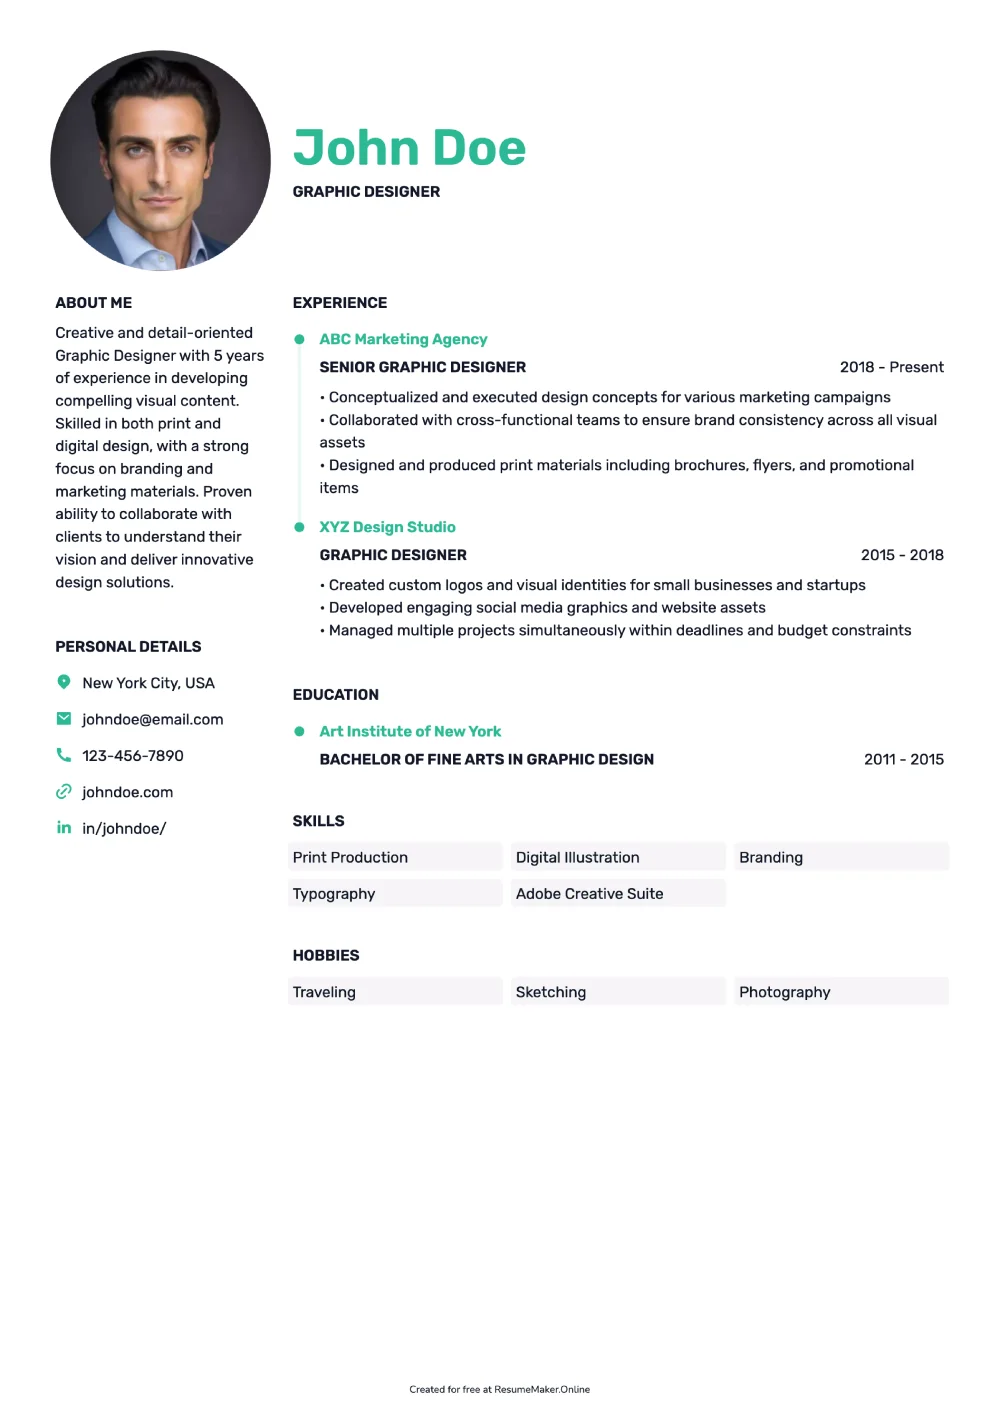 John Doe
GRAPHIC DESIGNER
ABOUT ME
Creative and detail-oriented
Graphic Designer with 5 years
of experience in developing
compelling visual content.
Skilled in both print and
digital design, with a strong
focus on branding and
marketing materials. Proven
ability to collaborate with
clients to understand their
vision and deliver innovative
design solutions.
PERSONAL DETAILS
New York City, USA
johndoe@email.com
123-456-7890
johndoe.com
in/johndoe/
EXPERIENCE
ABC Marketing Agency
SENIOR GRAPHIC DESIGNER 2018 - Present
• Conceptualized and executed design concepts for various marketing campaigns
• Collaborated with cross-functional teams to ensure brand consistency across all visual
assets
• Designed and produced print materials including brochures, flyers, and promotional
items
XYZ Design Studio
GRAPHIC DESIGNER 2015 - 2018
• Created custom logos and visual identities for small businesses and startups
• Developed engaging social media graphics and website assets
• Managed multiple projects simultaneously within deadlines and budget constraints
EDUCATION
Art Institute of New York
BACHELOR OF FINE ARTS IN GRAPHIC DESIGN 2011 - 2015
SKILLS
Print Production Digital Illustration Branding
Typography Adobe Creative Suite
HOBBIES
Traveling Sketching Photography
Created for free at ResumeMaker.Online